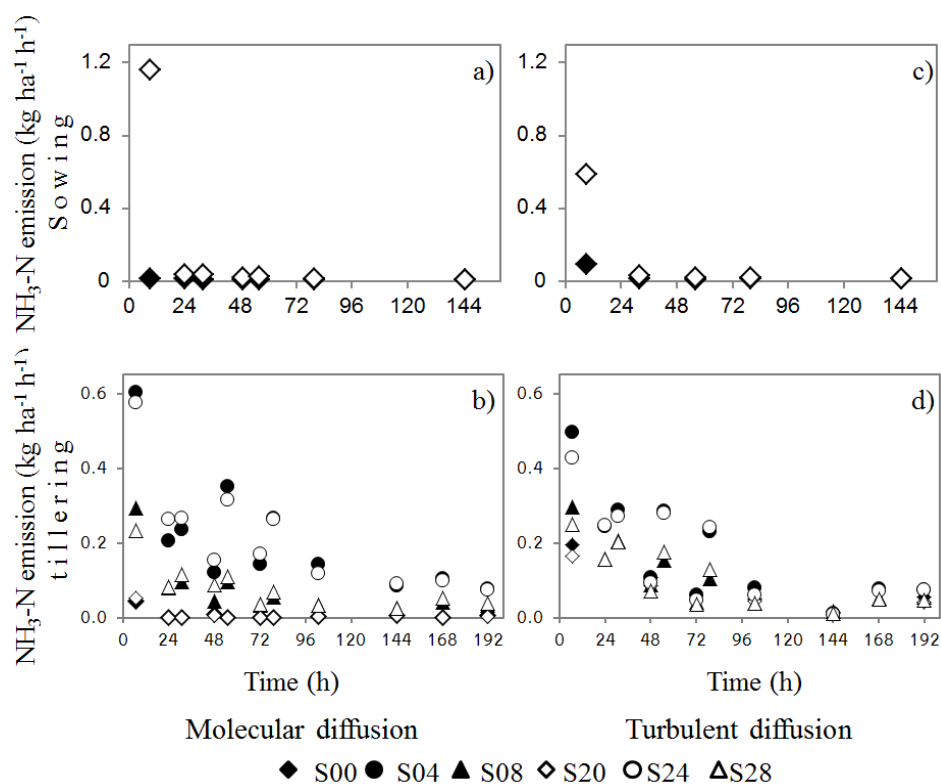 NH₃-N emission (kg ha⁻¹ h⁻¹)
Sowing
1.2
0.8
0.4
0
a)
0 24 48 72 96 120 144
1.2
0.8
0.4
0
c)
0 24 48 72 96 120 144
NH₃-N emission (kg ha⁻¹ h⁻¹)
tillering
0.6
0.4
0.2
0.0
b)
0 24 48 72 96 120 144 168 192
0.6
0.4
0.2
0.0
d)
0 24 48 72 96 120 144 168 192
Time (h)
Time (h)
Molecular diffusion
Turbulent diffusion
S00 S04 S08 S20 S24 S28